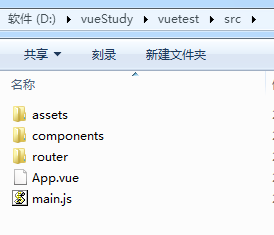 软件 (D:) ▸ vueStudy ▸ vuetest ▸ src ▸
共享 ▼ 刻录 新建文件夹
名称
assets
components
router
App.vue
main.js